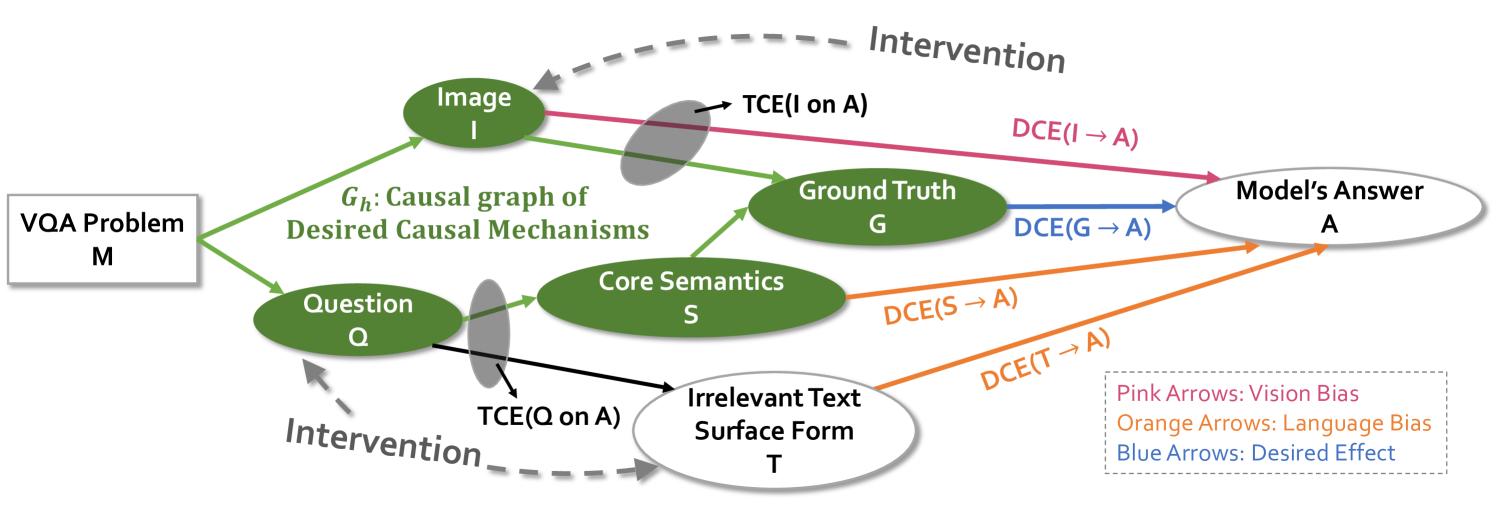 Intervention
Image
I
TCE(I on A)
DCE(I → A)
VQA Problem
M
G_h: Causal graph of
Desired Causal Mechanisms
Ground Truth
G
DCE(G → A)
Model's Answer
A
Question
Q
Core Semantics
S
DCE(S → A)
DCE(T → A)
TCE(Q on A)
Irrelevant Text
Surface Form
T
Intervention
Pink Arrows: Vision Bias
Orange Arrows: Language Bias
Blue Arrows: Desired Effect